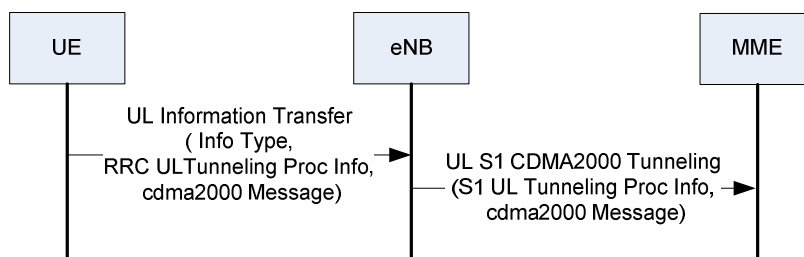 UE
eNB
MME
UL Information Transfer
( Info Type,
RRC ULTunneling Proc Info,
cdma2000 Message)
UL S1 CDMA2000 Tunneling
(S1 UL Tunneling Proc Info,
cdma2000 Message)